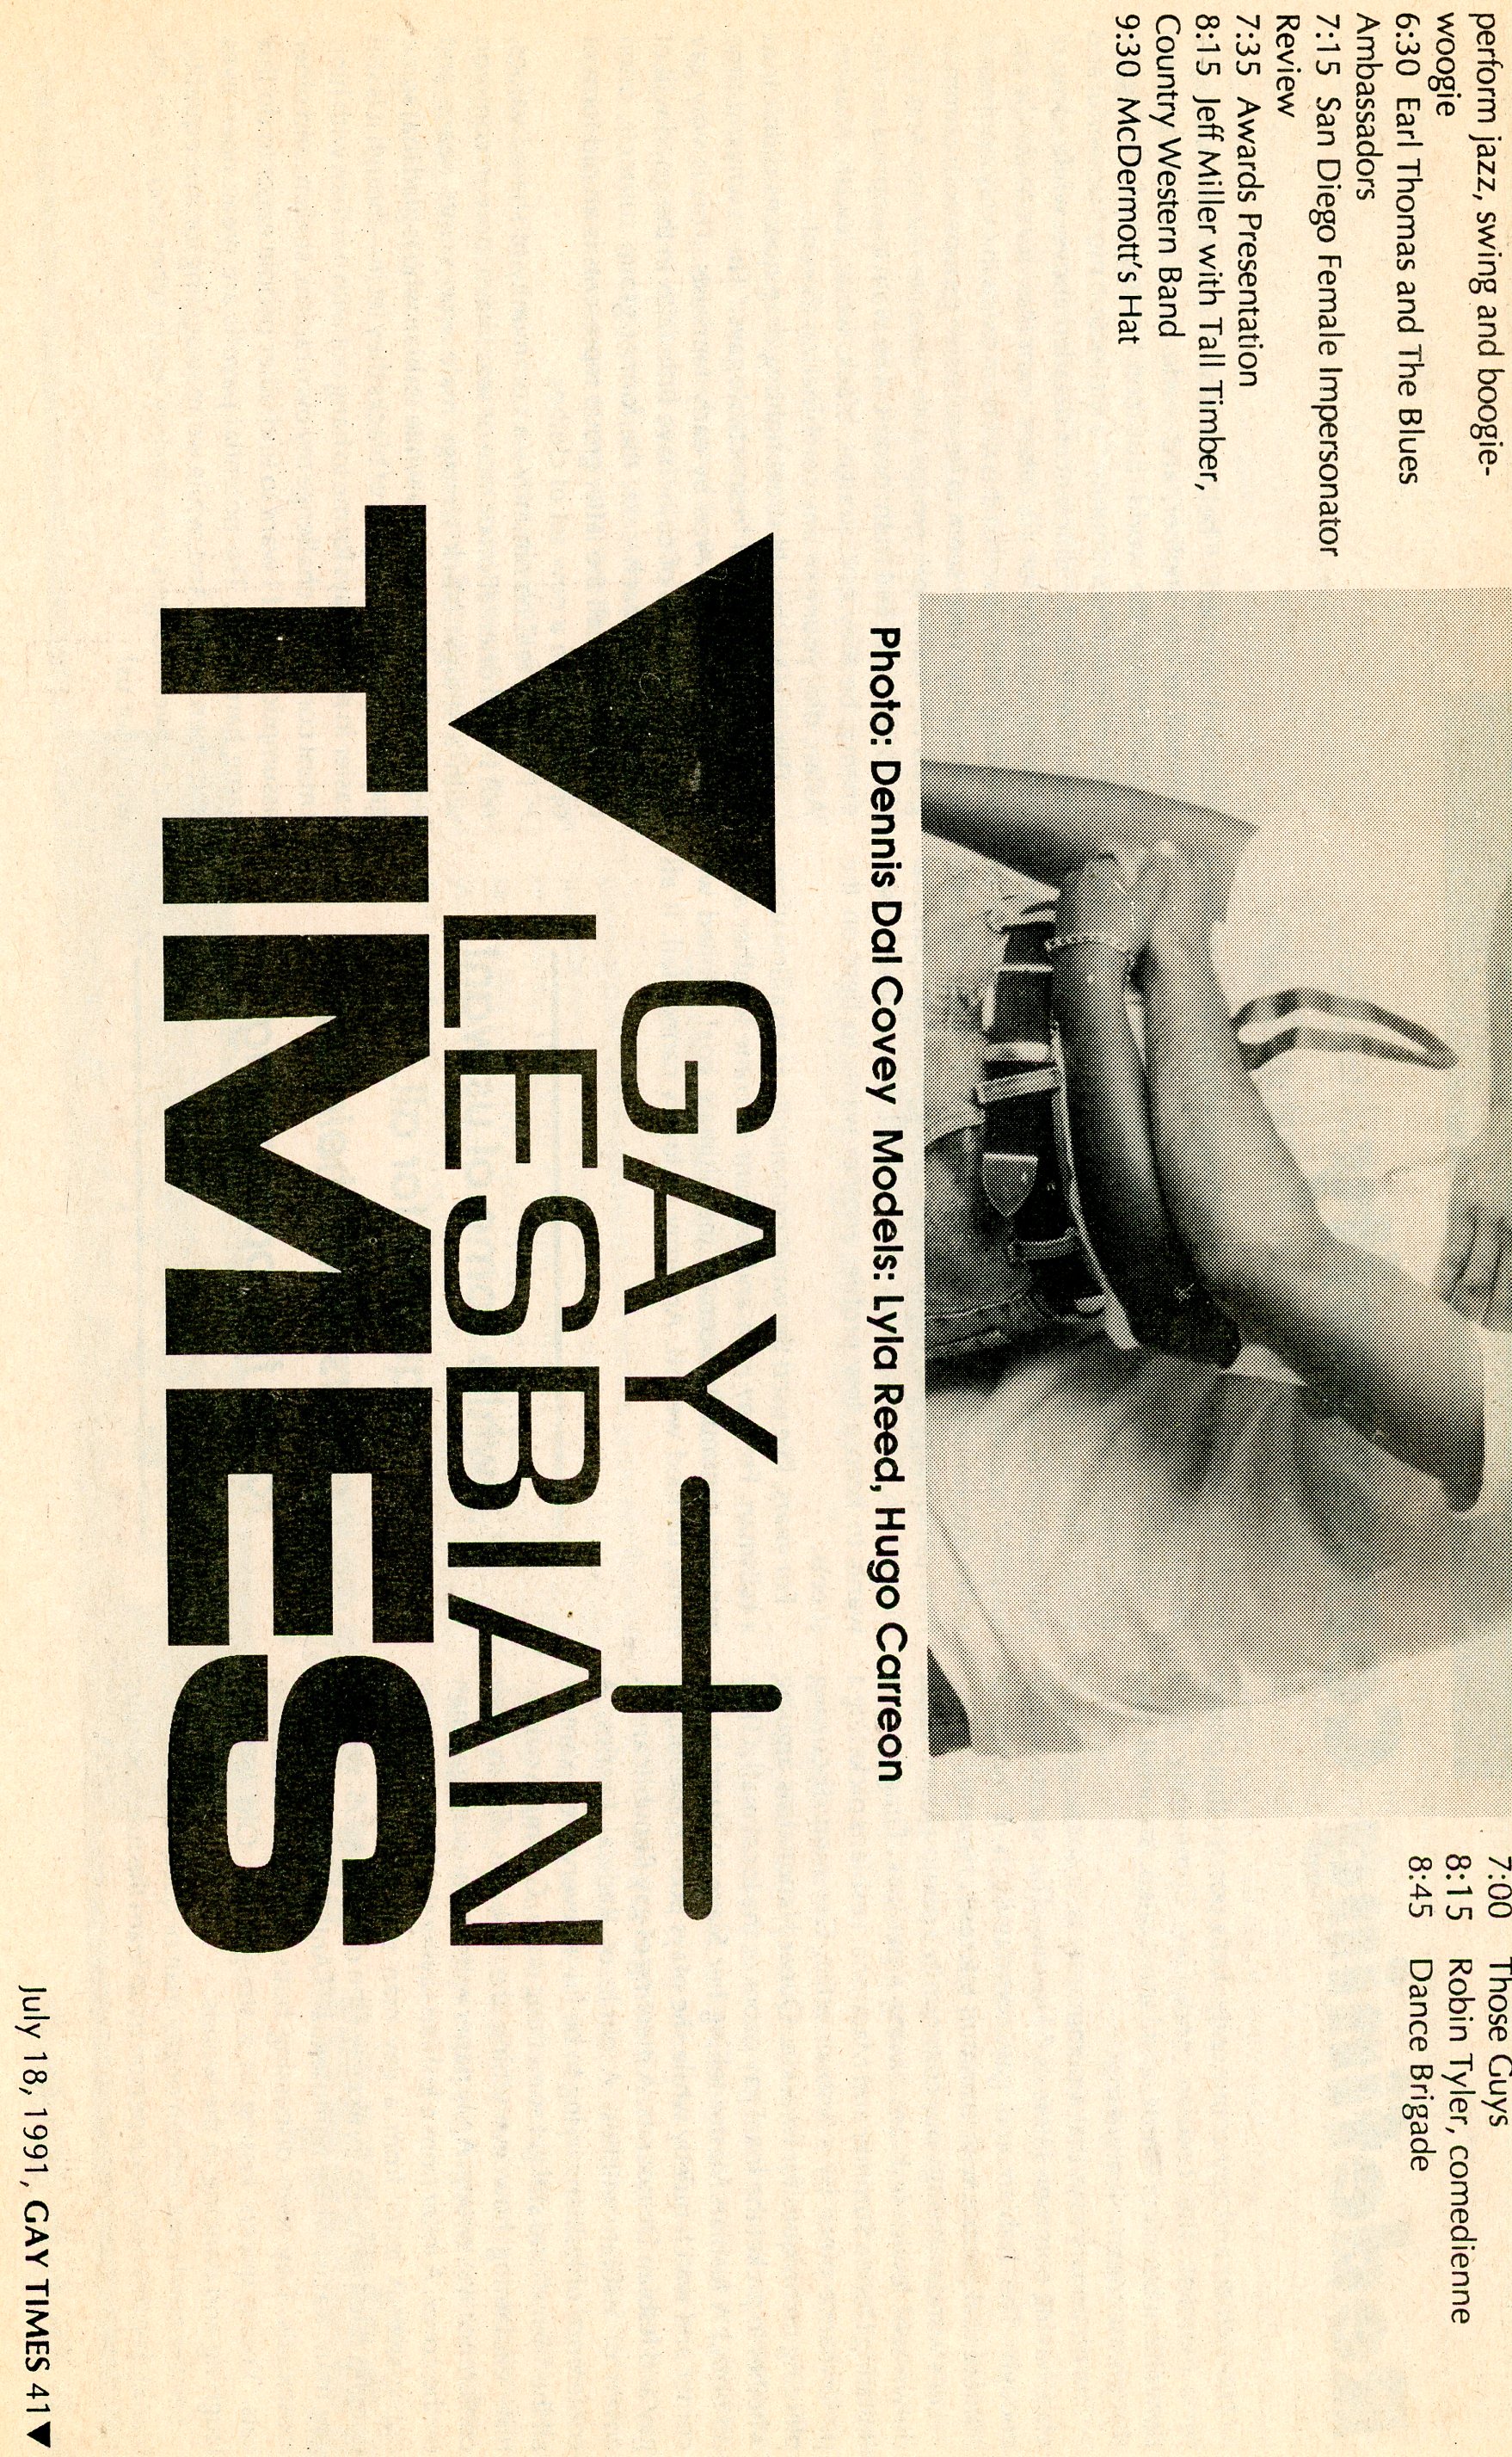 perform jazz, swing and boogie-
woogie
6:30 Earl Thomas and The Blues
Ambassadors
7:15 San Diego Female Impersonator
Review
7:35 Awards Presentation
8:15 Jeff Miller with Tall Timber,
Country Western Band
9:30 McDermott's Hat
7:00 Those Guys
8:15 Robin Tyler, comedienne
8:45 Dance Brigade
Photo: Dennis Dal Covey Models: Lyla Reed, Hugo Carreon
GAY+
LESBIAN
TIMES
July 18, 1991, GAY TIMES 41▼